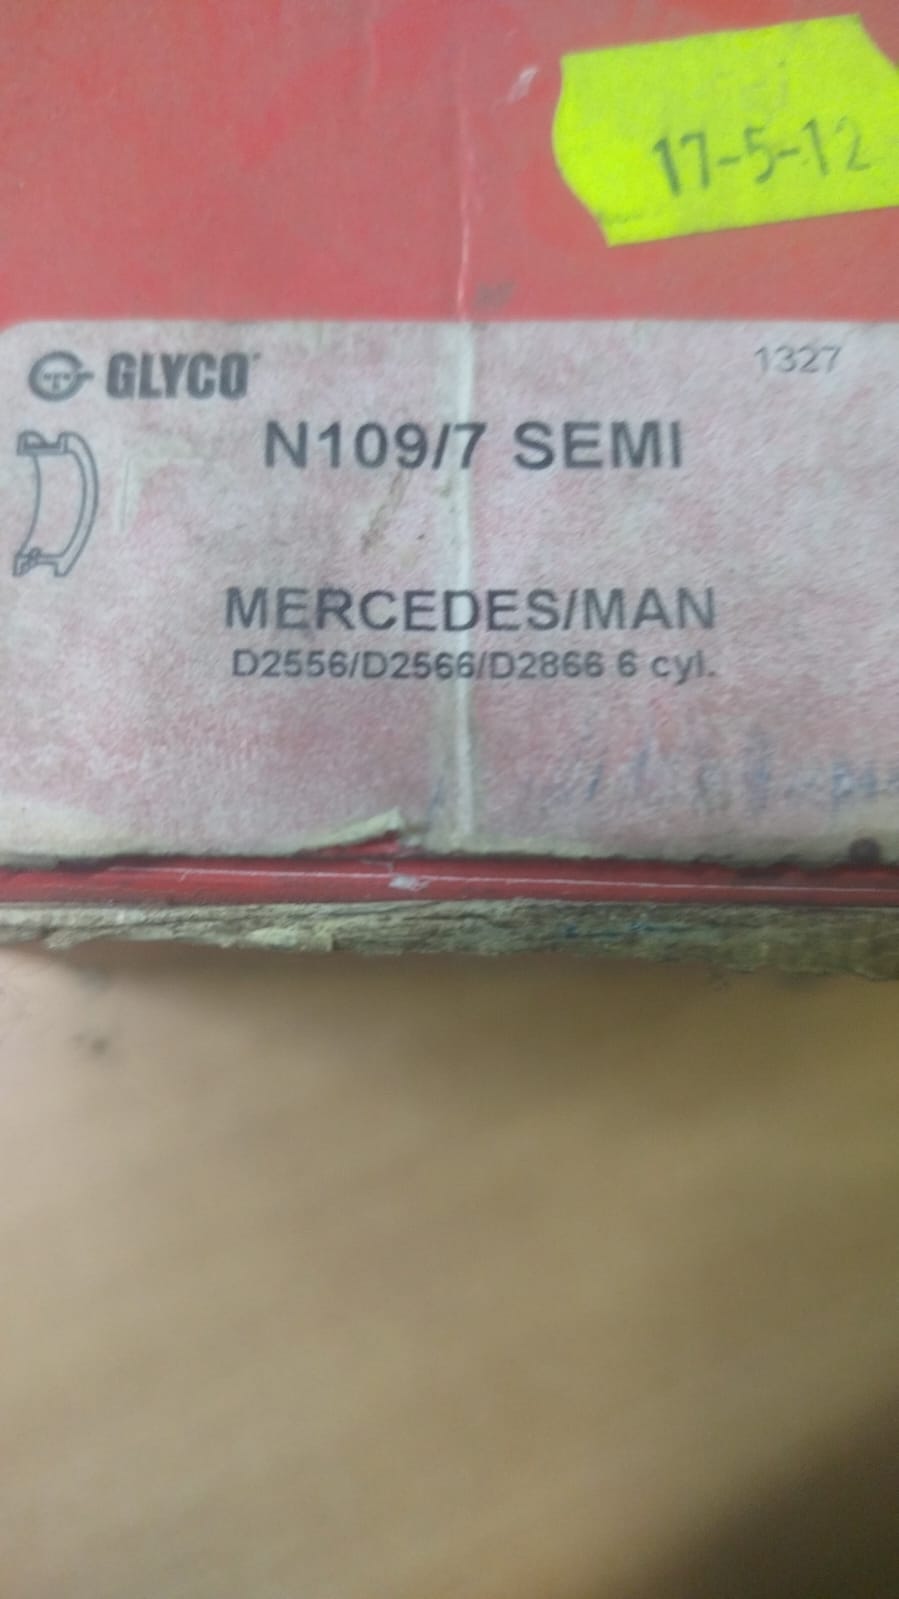 17-5-12
GLYCO
1327
N109/7 SEMI
MERCEDES/MAN
D2556/D2566/D2866 6 cyl.